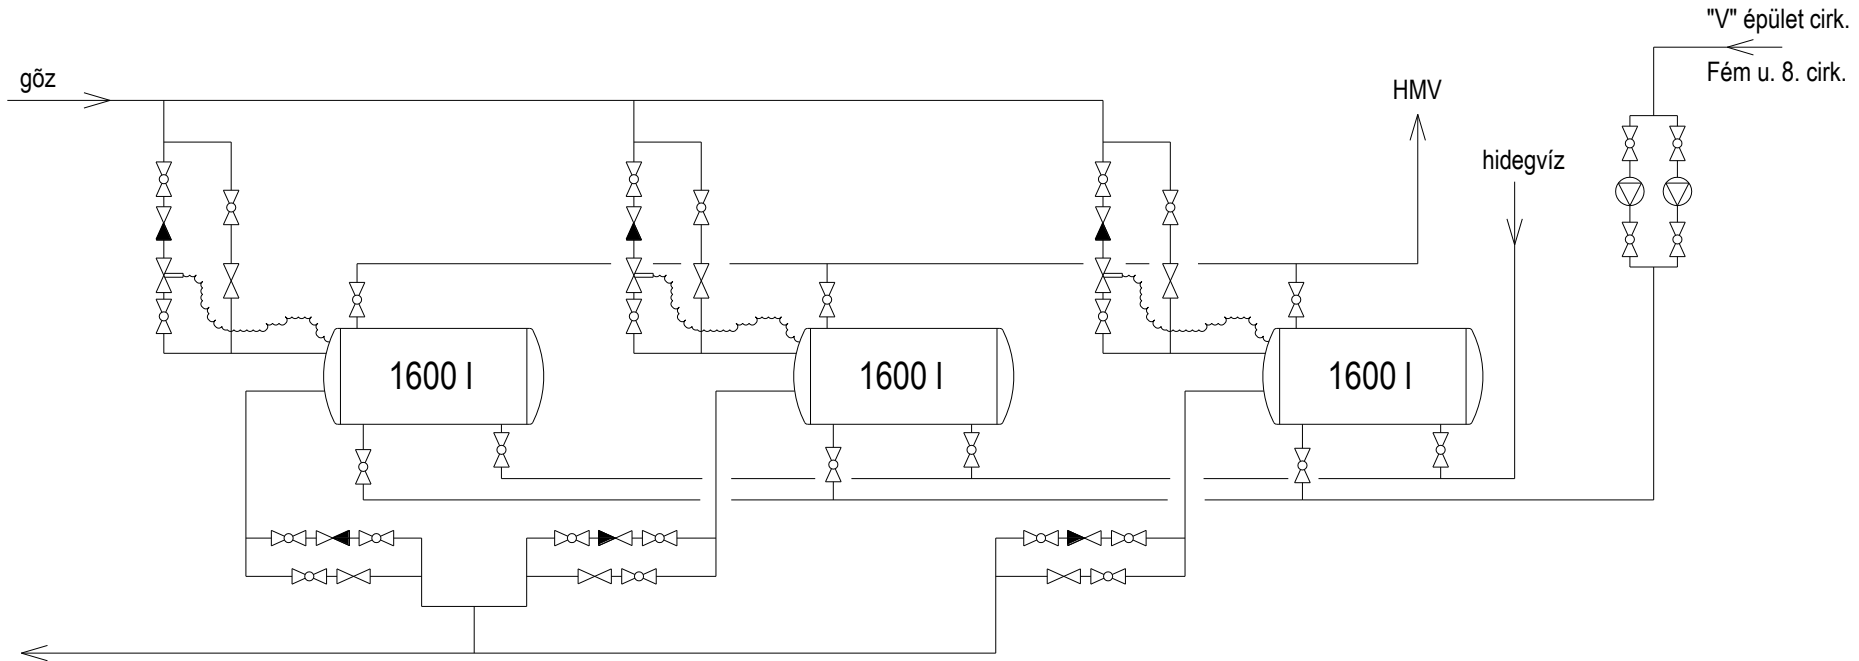 "V" épület cirk.
gõz
Fém u. 8. cirk.
HMV
hidegvíz
1600 l
1600 l
1600 l